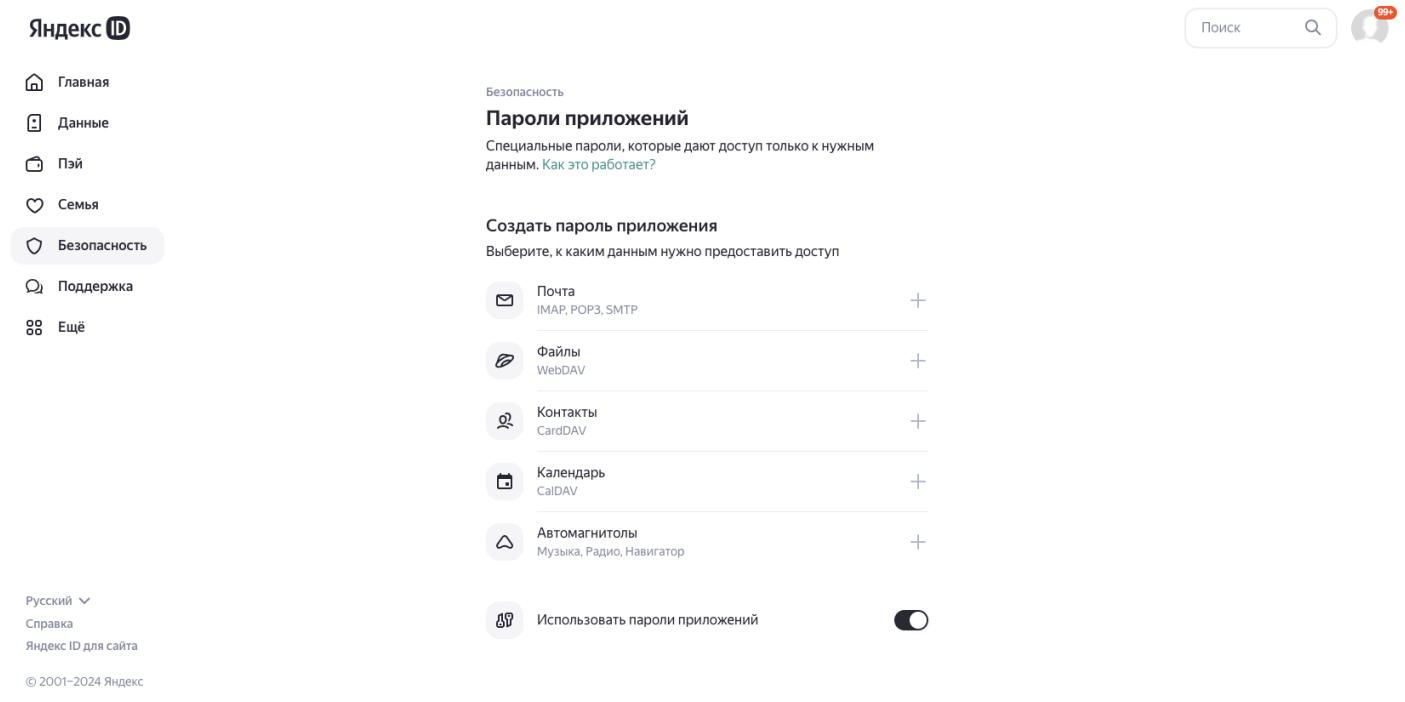 Яндекс ID
Поиск
99+
Главная
Данные
Пэй
Семья
Безопасность
Поддержка
Ещё
Безопасность
Пароли приложений
Специальные пароли, которые дают доступ только к нужным
данным. Как это работает?
Создать пароль приложения
Выберите, к каким данным нужно предоставить доступ
Почта
IMAP, POP3, SMTP
Файлы
WebDAV
Контакты
CardDAV
Календарь
CalDAV
Автомагнитолы
Музыка, Радио, Навигатор
Использовать пароли приложений
Русский
Справка
Яндекс ID для сайта
© 2001–2024 Яндекс